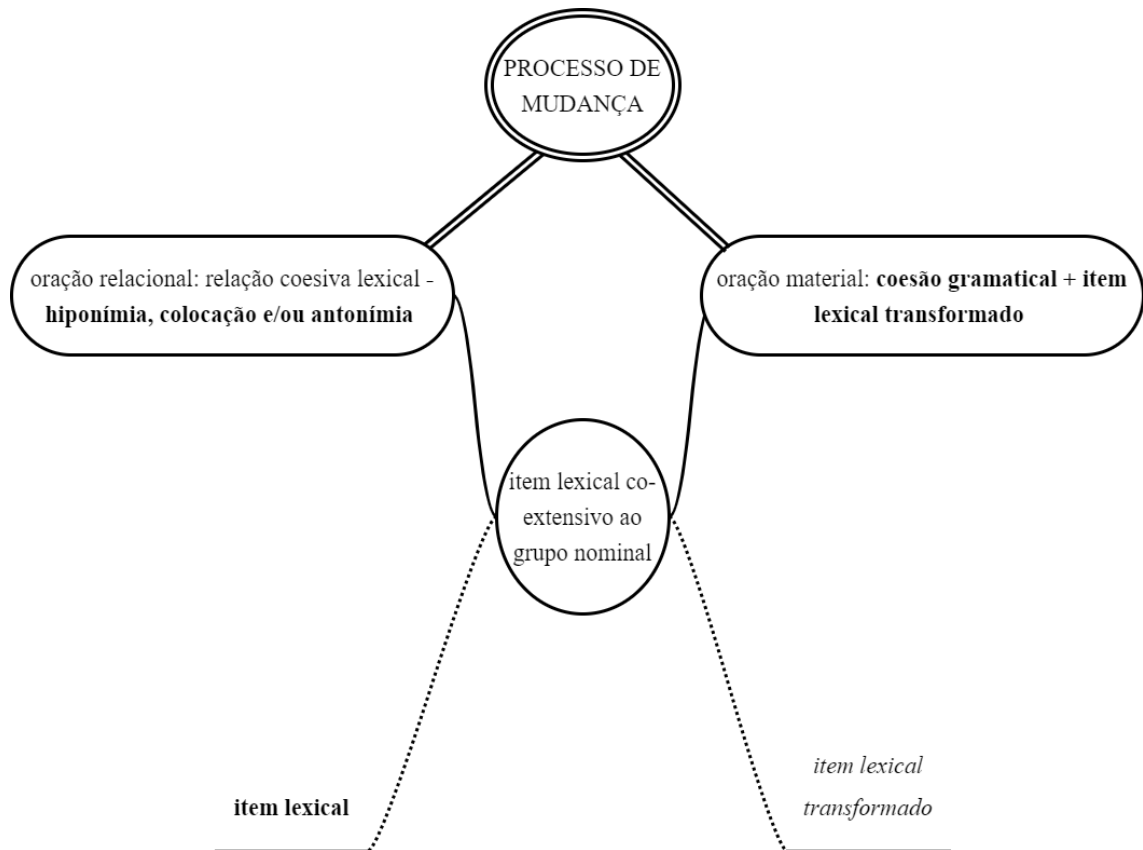 PROCESSO DE
MUDANÇA
oração relacional: relação coesiva lexical -
hiponímia, colocação e/ou antonímia
oração material: coesão gramatical + item
lexical transformado
item lexical co-
extensivo ao
grupo nominal
item lexical
item lexical
transformado